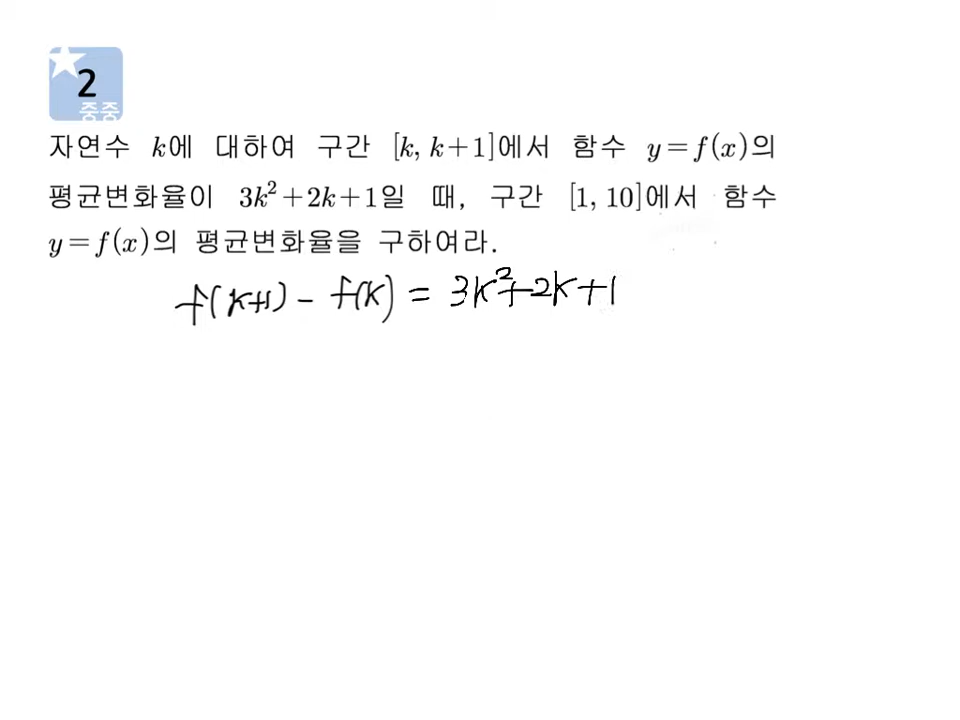 2
중중
자연수 k에 대하여 구간 [k, k+1]에서 함수 y=f(x)의
평균변화율이 3k²+2k+1일 때, 구간 [1, 10]에서 함수
y=f(x)의 평균변화율을 구하여라.
f(k+1) - f(k) = 3k²+2k+1